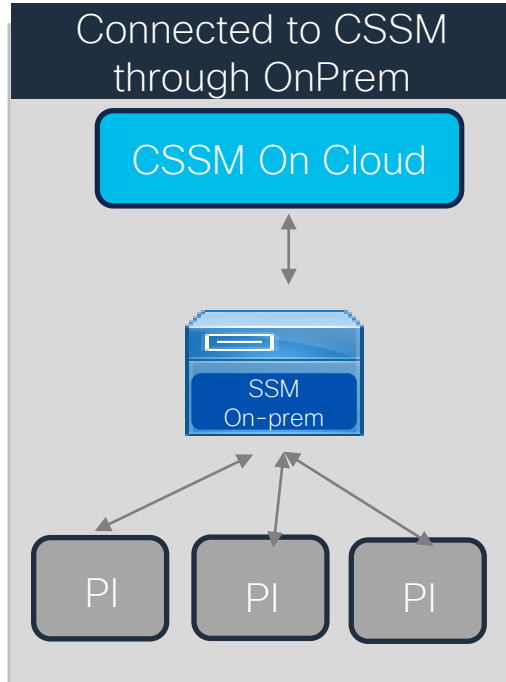 Connected to CSSM
through OnPrem
CSSM On Cloud
SSM
On-prem
PI
PI
PI